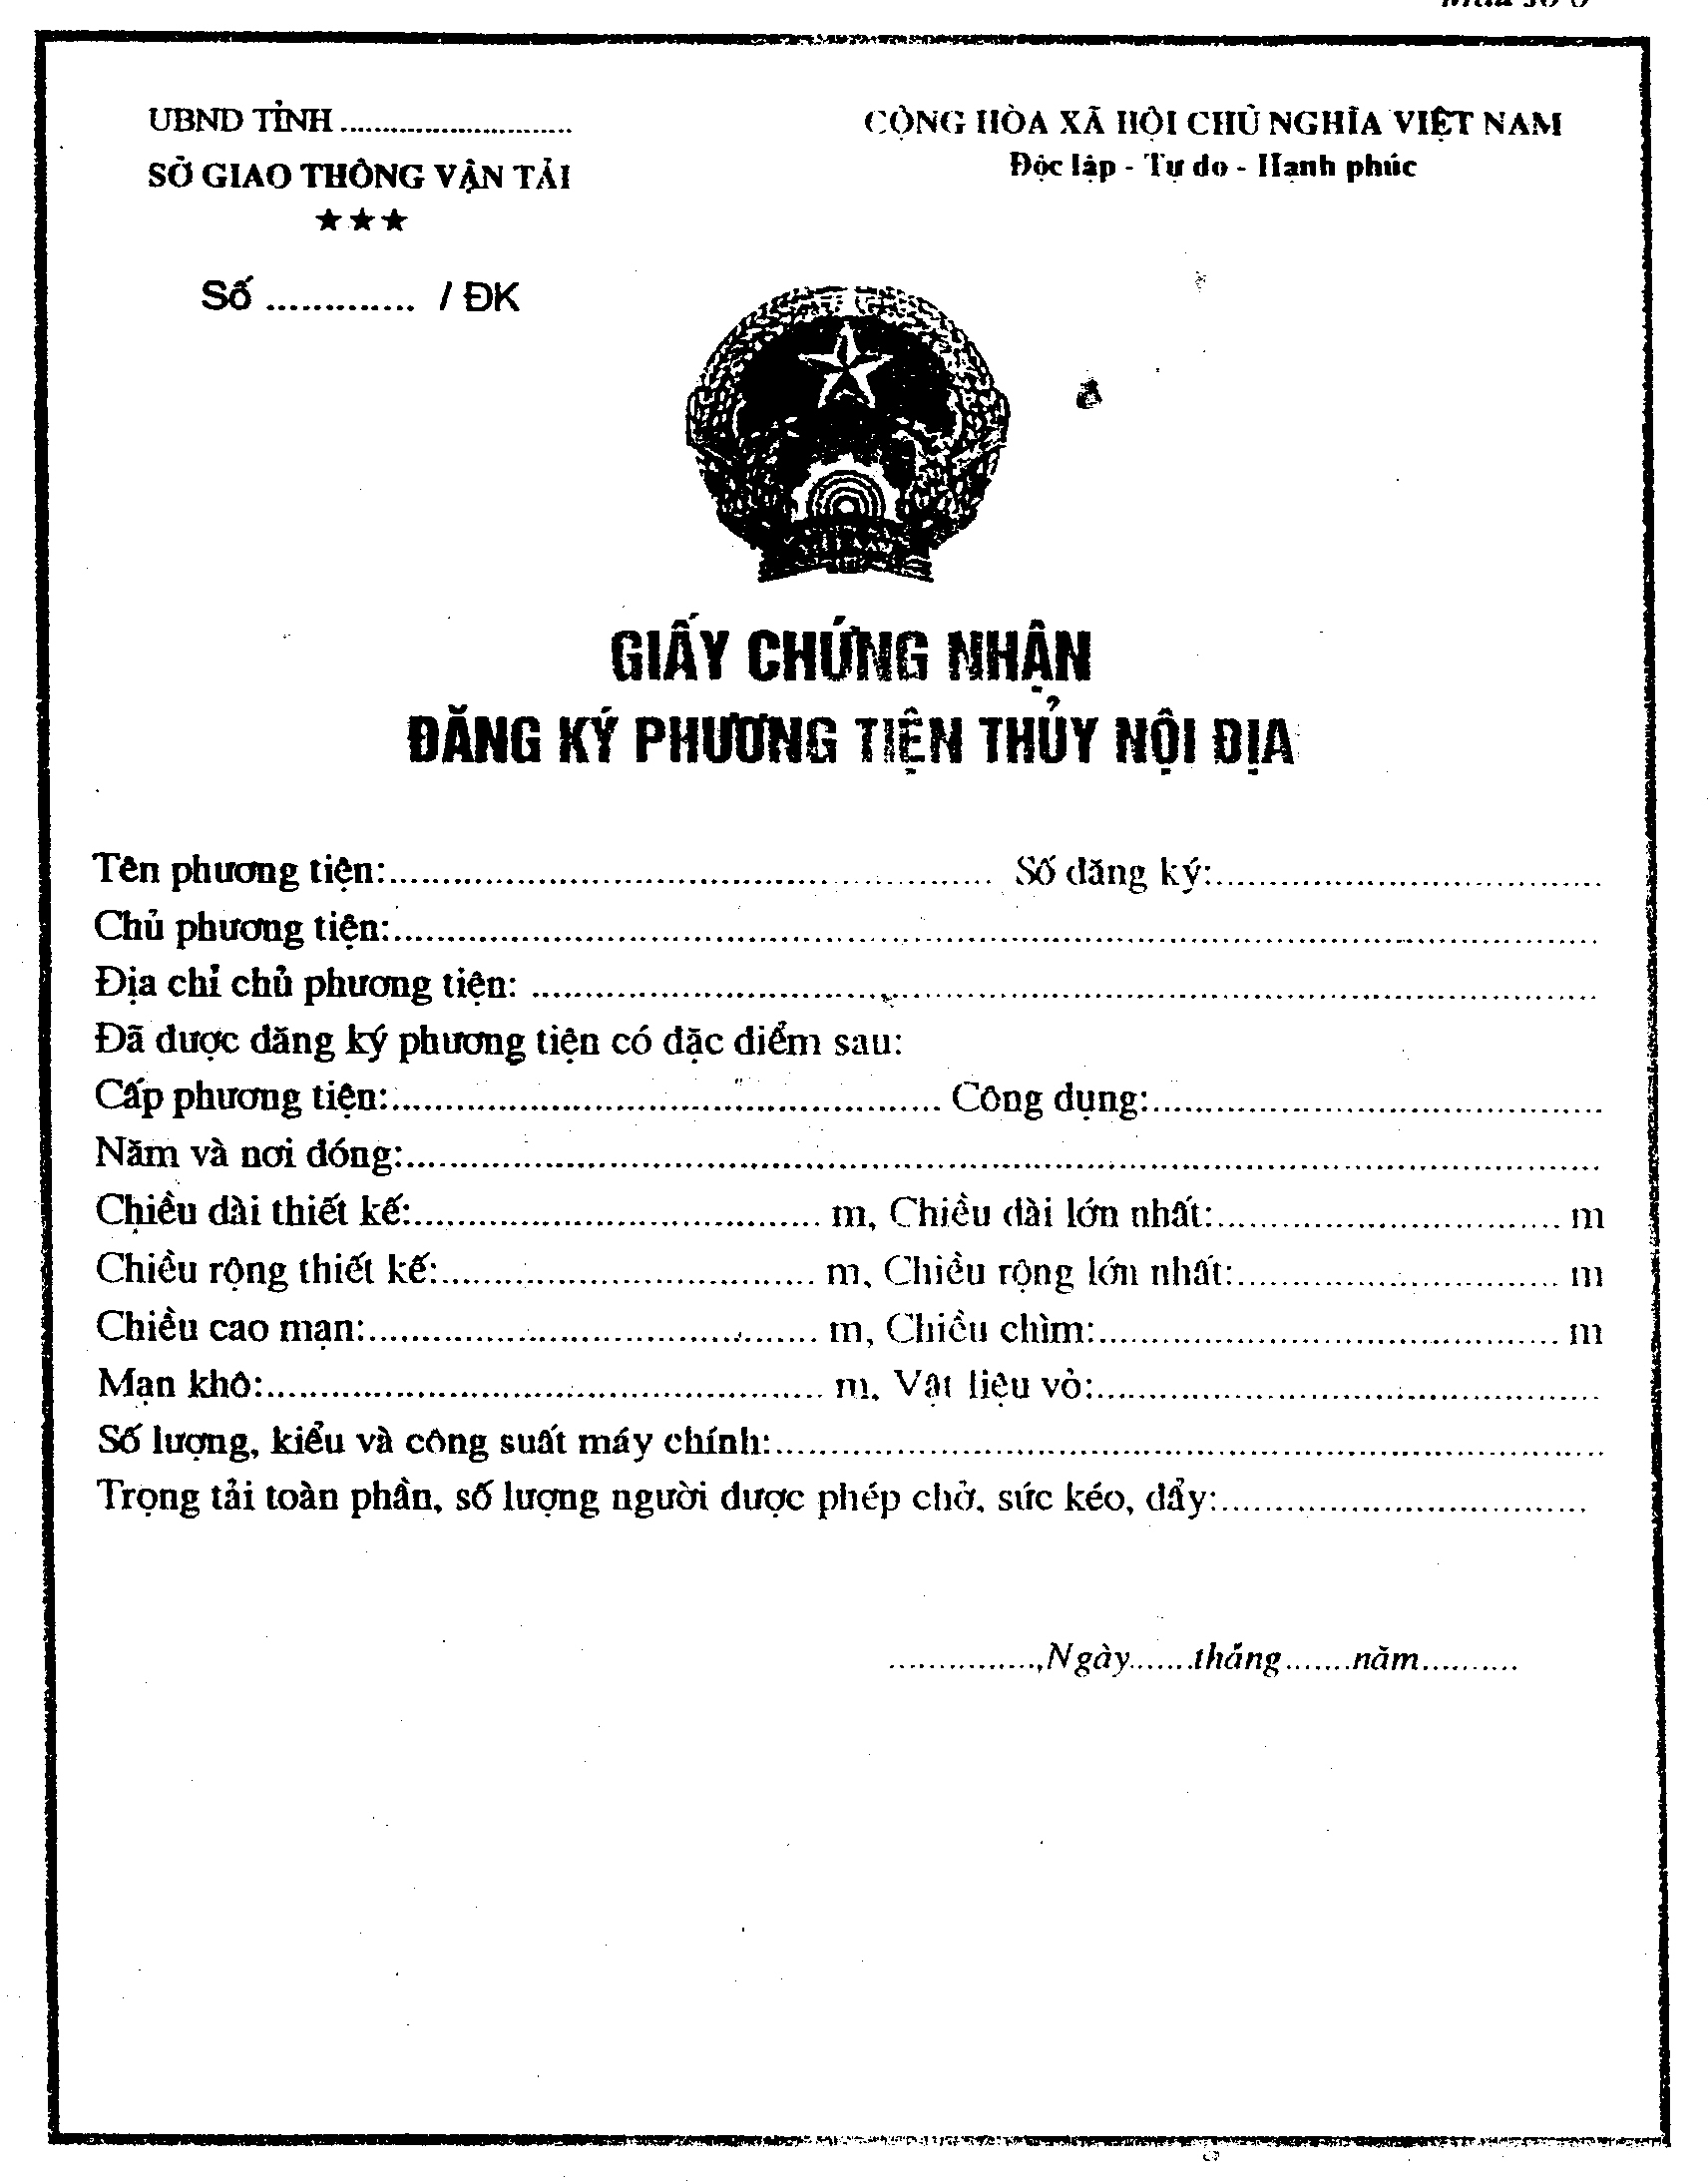 UBND TỈNH ............................
CỘNG HÒA XÃ HỘI CHỦ NGHĨA VIỆT NAM
SỞ GIAO THÔNG VẬN TẢI
Độc lập - Tự do - Hạnh phúc
★★★
Số ............. / ĐK
GIẤY CHỨNG NHẬN
ĐĂNG KÝ PHƯƠNG TIỆN THỦY NỘI ĐỊA
Tên phương tiện:.......................................................... Số đăng ký:.....................................
Chủ phương tiện:....................................................................................................................
Địa chỉ chủ phương tiện: .......................................................................................................
Đã được đăng ký phương tiện có đặc điểm sau:
Cấp phương tiện:..................................................... Công dụng:...........................................
Năm và nơi đóng:...................................................................................................................
Chiều dài thiết kế:....................................... m, Chiều dài lớn nhất:................................. m
Chiều rộng thiết kế:.................................... m, Chiều rộng lớn nhất:............................... m
Chiều cao mạn:........................................... m, Chiều chìm:............................................ m
Mạn khô:..................................................... m, Vật liệu vỏ:................................................
Số lượng, kiểu và công suất máy chính:...............................................................................
Trọng tải toàn phần, số lượng người được phép chở, sức kéo, đẩy:...................................
...............,Ngày.......tháng.......năm..........